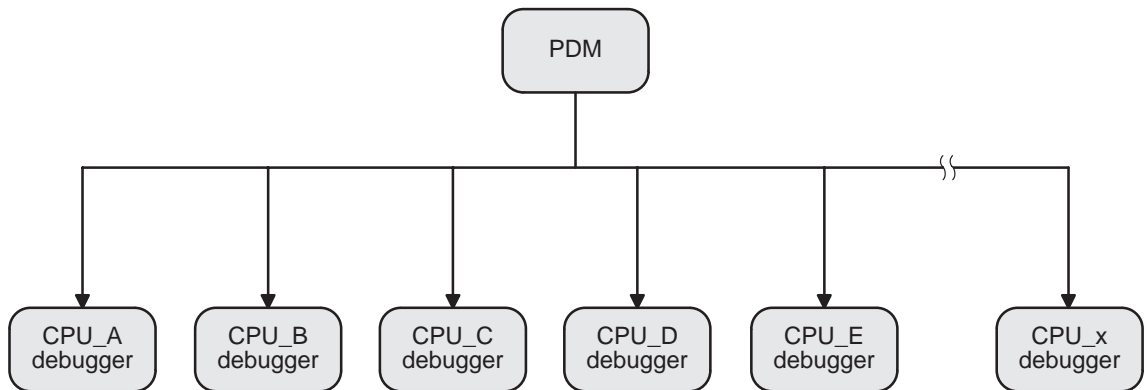 PDM
CPU_A
debugger
CPU_B
debugger
CPU_C
debugger
CPU_D
debugger
CPU_E
debugger
CPU_x
debugger